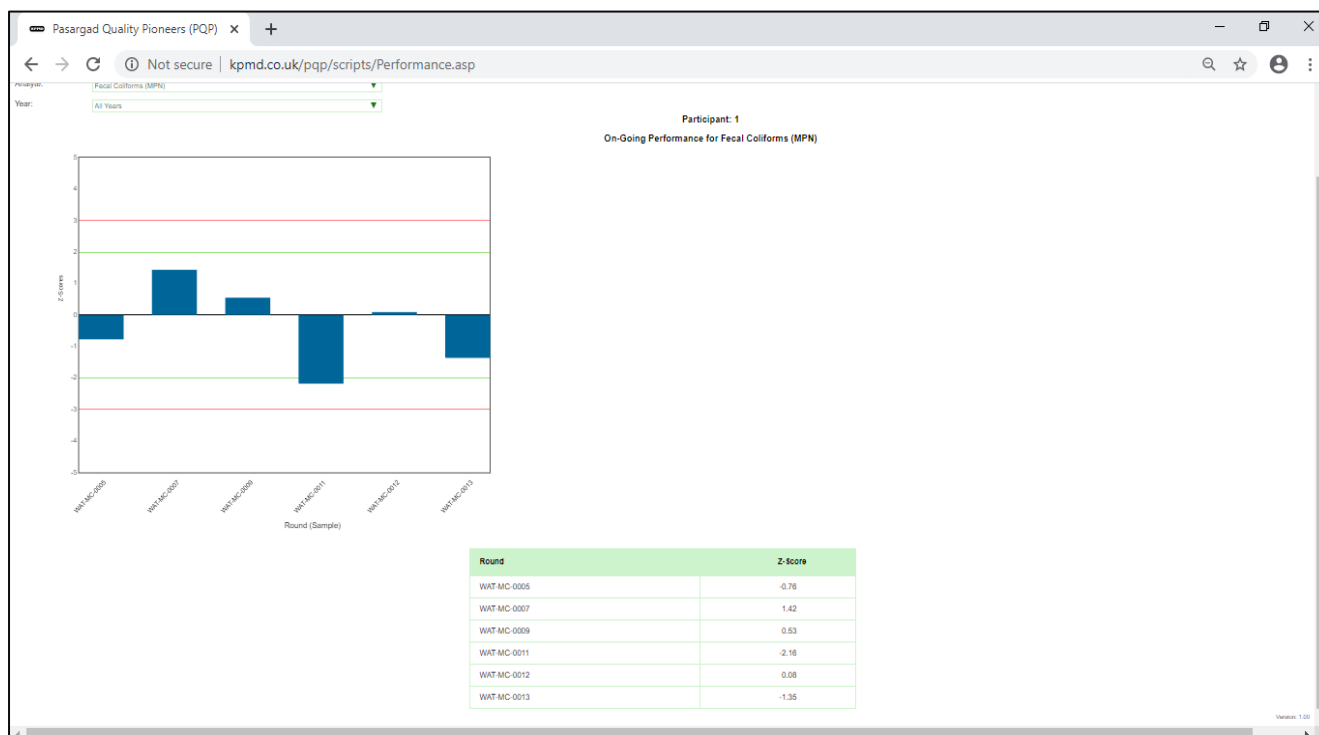 Pasargad Quality Pioneers (PQP)
Not secure | kpmd.co.uk/pqp/scripts/Performance.asp
Analyte: Fecal Coliforms (MPN)
Year: All Years
Participant: 1
On-Going Performance for Fecal Coliforms (MPN)
5
4
3
2
1
0
-1
-2
-3
-4
-5
Z-Scores
WAT-MC-0005 WAT-MC-0007 WAT-MC-0009 WAT-MC-0011 WAT-MC-0012 WAT-MC-0013
Round (Sample)
Round Z-Score
WAT-MC-0005 -0.76
WAT-MC-0007 1.42
WAT-MC-0009 0.53
WAT-MC-0011 -2.16
WAT-MC-0012 0.08
WAT-MC-0013 -1.35
Version: 1.00